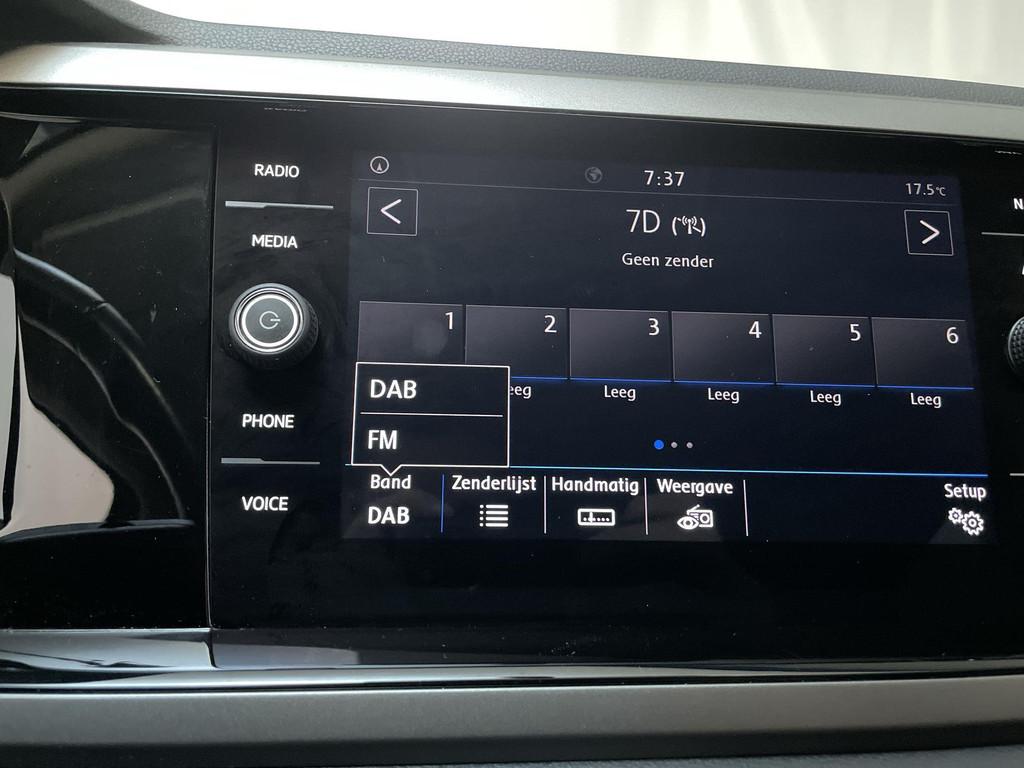 RADIO
MEDIA
PHONE
VOICE
7:37
17.5°C
7D
Geen zender
1 2 3 4 5 6
Leeg Leeg Leeg Leeg
DAB
FM
Band Zenderlijst Handmatig Weergave Setup
DAB